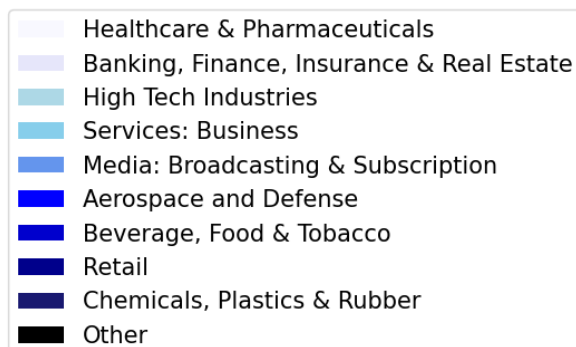 Healthcare & Pharmaceuticals
Banking, Finance, Insurance & Real Estate
High Tech Industries
Services: Business
Media: Broadcasting & Subscription
Aerospace and Defense
Beverage, Food & Tobacco
Retail
Chemicals, Plastics & Rubber
Other